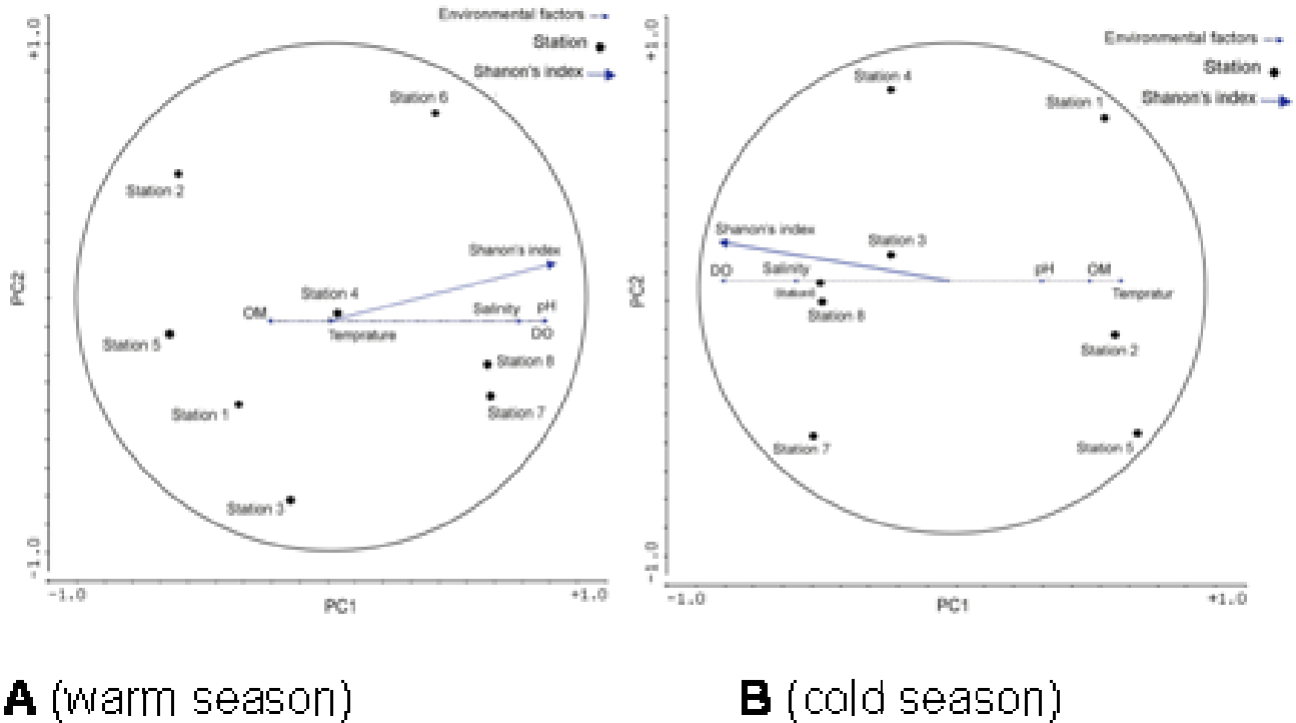 Environmental factors
Station
Shanon's index
+1.0
Station 6
Station 2
Shanon's index
Station 4
OM
Salinity
pH
Temprature
DO
Station 5
Station 8
Station 1
Station 7
Station 3
PC2
-1.0
-1.0
PC1
+1.0
A (warm season)
Environmental factors
Station
Shanon's index
+1.0
Station 4
Station 1
Shanon's index
Station 3
DO
Salinity
pH
OM
Tempratur
Station 8
Station 2
Station 7
Station 5
PC2
-1.0
-1.0
PC1
+1.0
B (cold season)